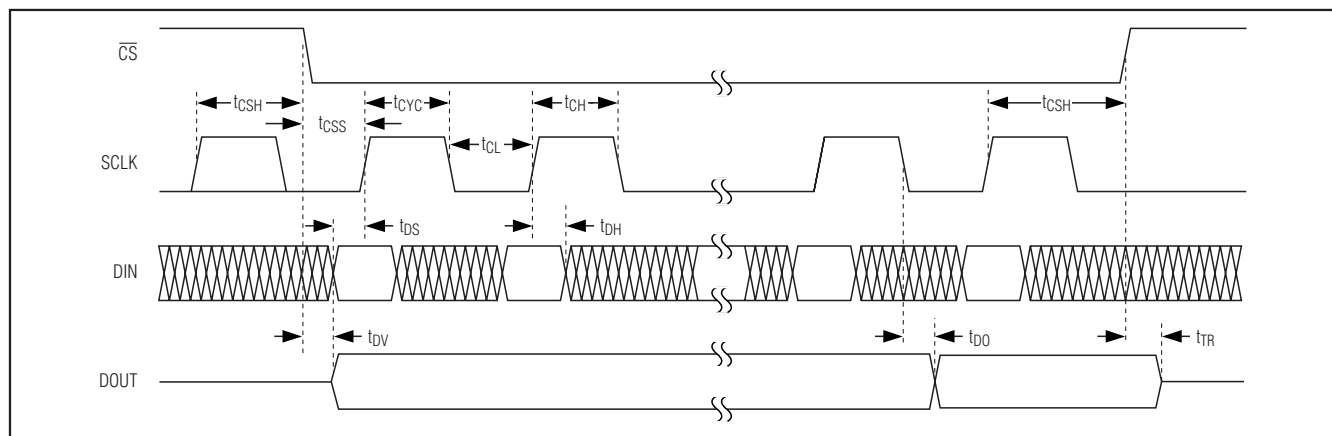 CS
tCSH
tCYC
tCH
tCSH
tCSS
tCL
SCLK
tDS
tDH
DIN
tDV
tDO
tTR
DOUT